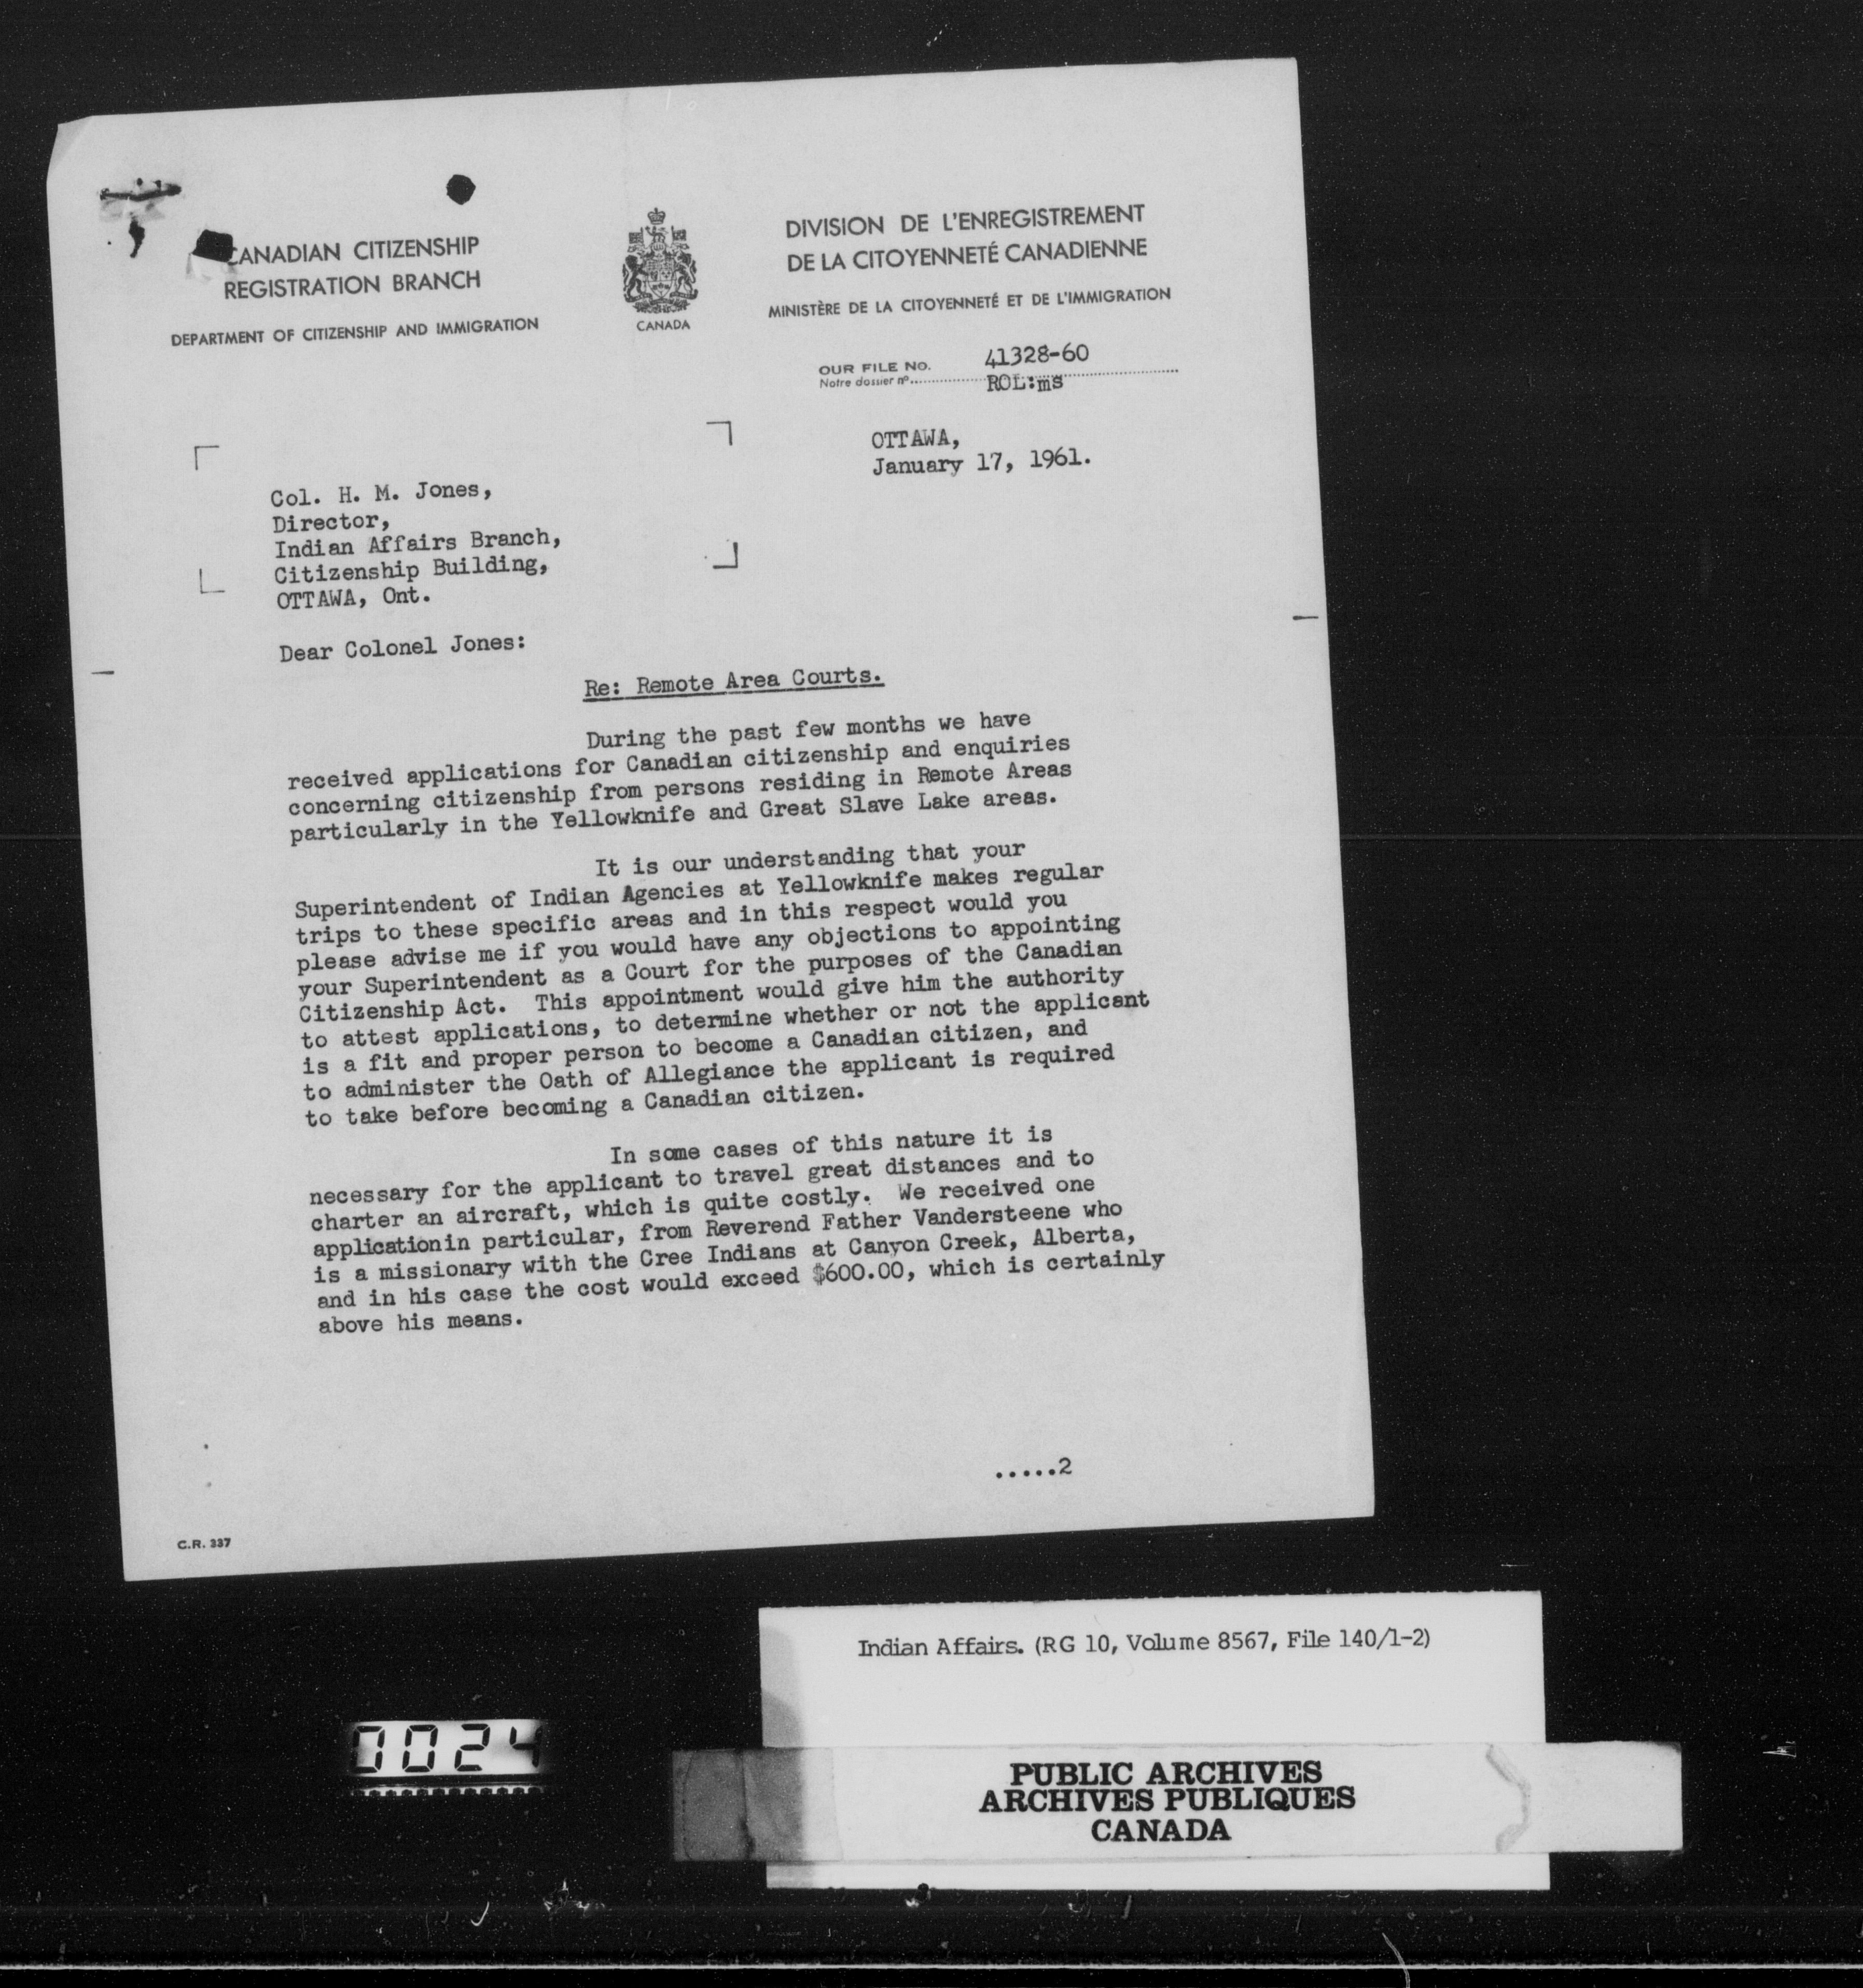 CANADIAN CITIZENSHIP
REGISTRATION BRANCH
DEPARTMENT OF CITIZENSHIP AND IMMIGRATION
CANADA
DIVISION DE L'ENREGISTREMENT
DE LA CITOYENNETÉ CANADIENNE
MINISTÈRE DE LA CITOYENNETÉ ET DE L'IMMIGRATION
OUR FILE NO. 41328-60
Notre dossier nº ROL:ms
OTTAWA,
January 17, 1961.
Col. H. M. Jones,
Director,
Indian Affairs Branch,
Citizenship Building,
OTTAWA, Ont.
Dear Colonel Jones:
Re: Remote Area Courts.
During the past few months we have
received applications for Canadian citizenship and enquiries
concerning citizenship from persons residing in Remote Areas
particularly in the Yellowknife and Great Slave Lake areas.
It is our understanding that your
Superintendent of Indian Agencies at Yellowknife makes regular
trips to these specific areas and in this respect would you
please advise me if you would have any objections to appointing
your Superintendent as a Court for the purposes of the Canadian
Citizenship Act. This appointment would give him the authority
to attest applications, to determine whether or not the applicant
is a fit and proper person to become a Canadian citizen, and
to administer the Oath of Allegiance the applicant is required
to take before becoming a Canadian citizen.
In some cases of this nature it is
necessary for the applicant to travel great distances and to
charter an aircraft, which is quite costly. We received one
applicationin particular, from Reverend Father Vandersteene who
is a missionary with the Cree Indians at Canyon Creek, Alberta,
and in his case the cost would exceed $600.00, which is certainly
above his means.
.....2
C.R. 337
Indian Affairs. (RG 10, Volume 8567, File 140/1-2)
0024
PUBLIC ARCHIVES
ARCHIVES PUBLIQUES
CANADA